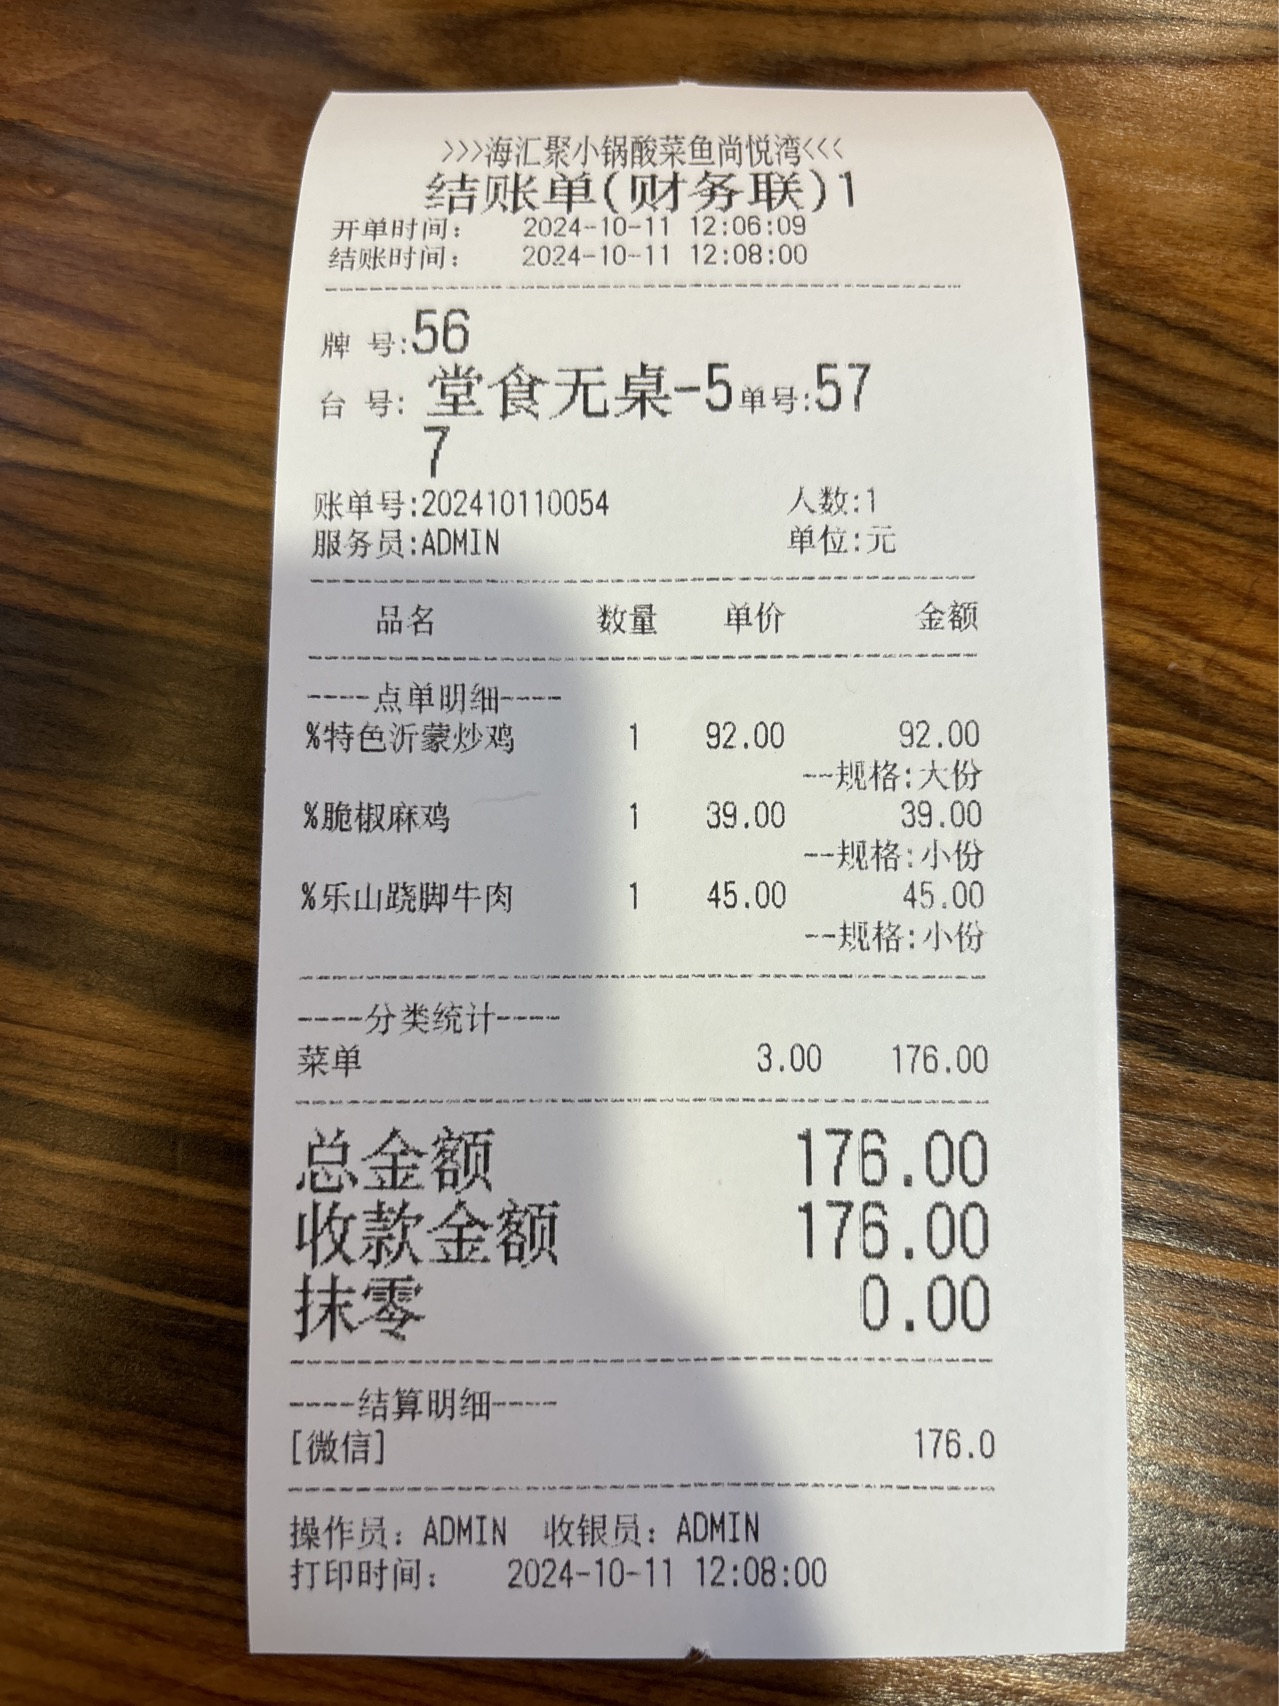 >>>海汇聚小锅酸菜鱼尚悦湾<<<
结账单(财务联)1
开单时间: 2024-10-11 12:06:09
结账时间: 2024-10-11 12:08:00
牌 号:56
台 号: 堂食无桌-5单号:57
7
账单号:202410110054 人数:1
服务员:ADMIN 单位:元
品名 数量 单价 金额
----点单明细----
%特色沂蒙炒鸡 1 92.00 92.00
--规格:大份
%脆椒麻鸡 1 39.00 39.00
--规格:小份
%乐山跷脚牛肉 1 45.00 45.00
--规格:小份
----分类统计----
菜单 3.00 176.00
总金额 176.00
收款金额 176.00
抹零 0.00
----结算明细----
[微信] 176.0
操作员: ADMIN 收银员: ADMIN
打印时间: 2024-10-11 12:08:00